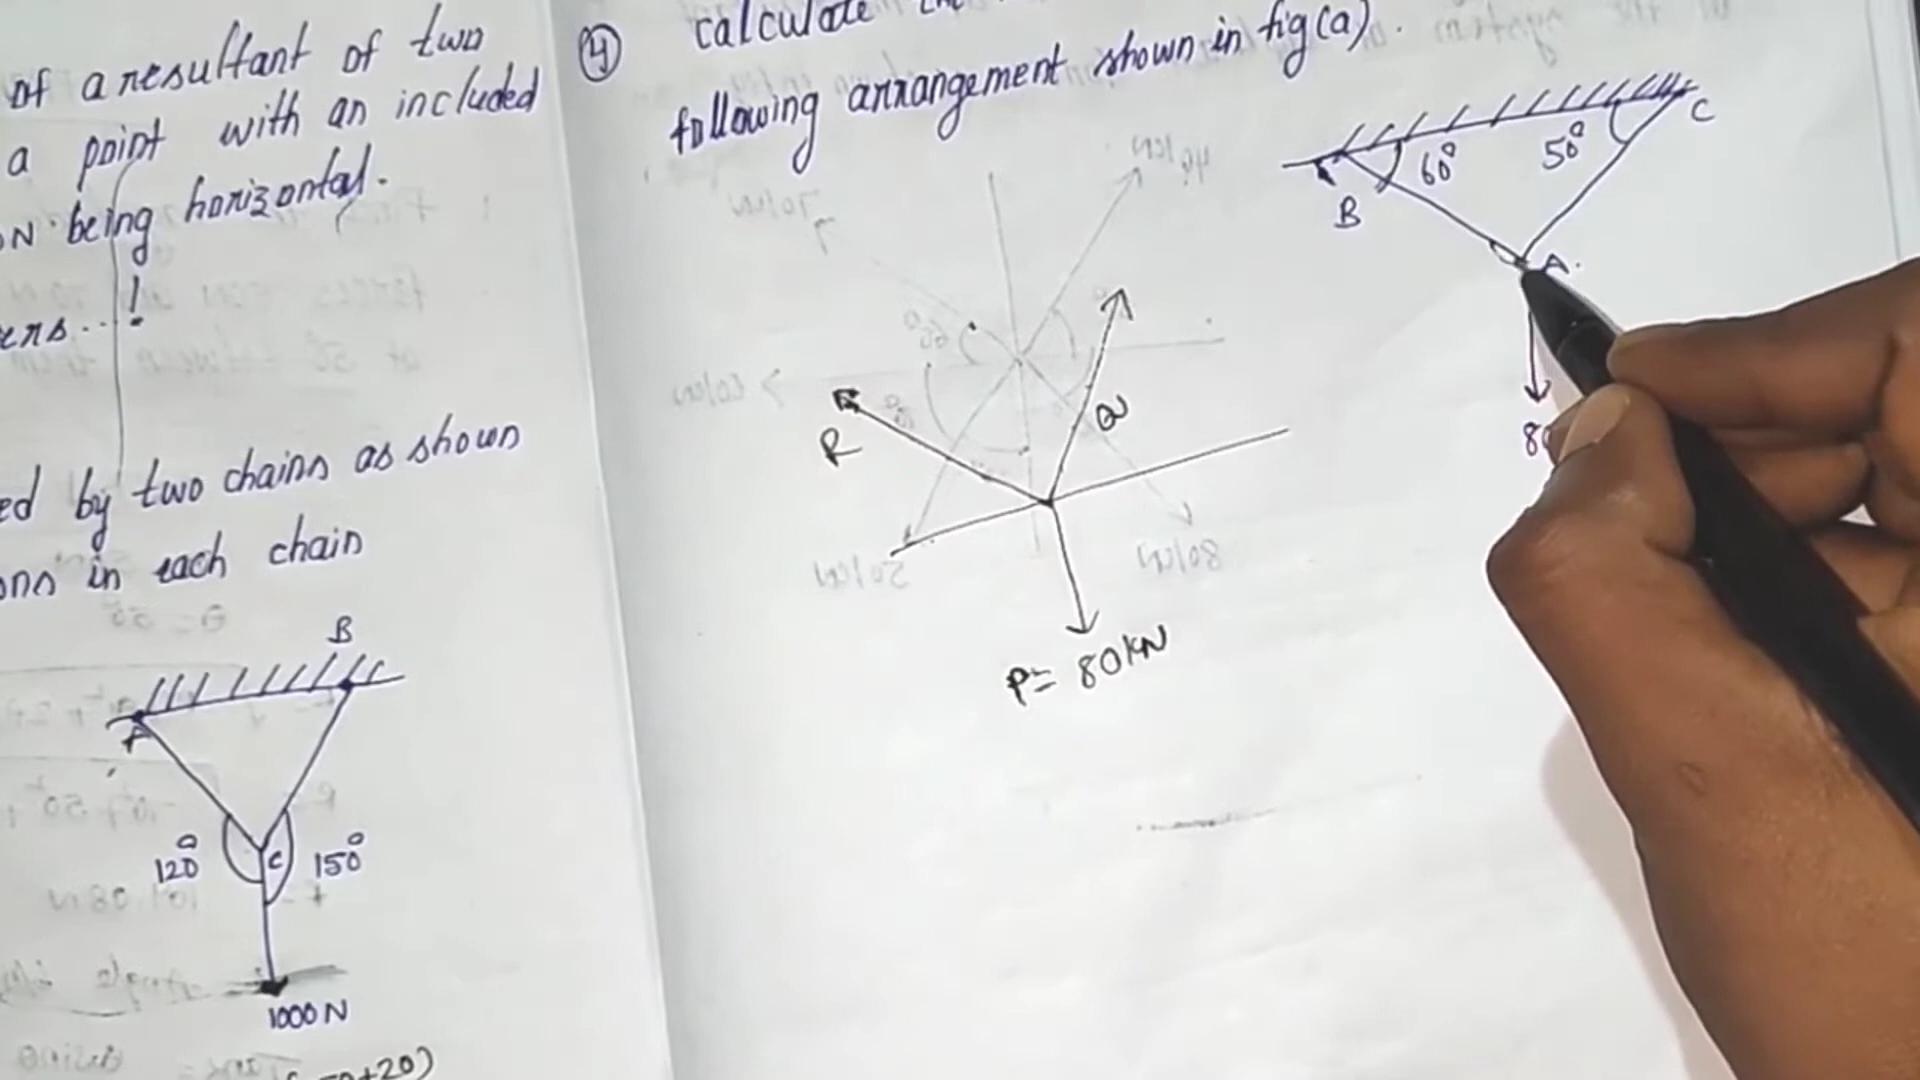 of a resultant of two
a point with an included
N being horizontal.
!
ed by two chains as shown
ons in each chain
B
A
120°
C
150°
1000 N
+20)
④ calculate
following arrangement shown in fig(a).
C
50°
60°
B
A.
R
Q
P= 80KN